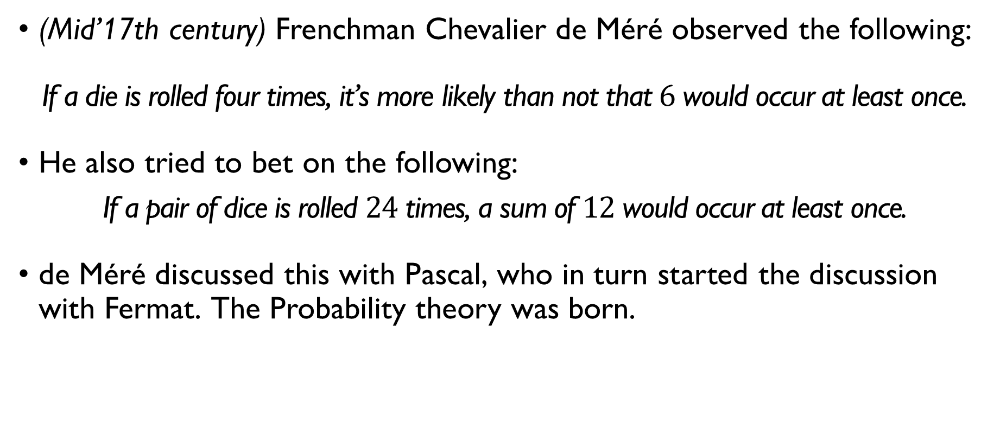 • (Mid’17th century) Frenchman Chevalier de Méré observed the following:
If a die is rolled four times, it’s more likely than not that 6 would occur at least once.
• He also tried to bet on the following:
If a pair of dice is rolled 24 times, a sum of 12 would occur at least once.
• de Méré discussed this with Pascal, who in turn started the discussion
with Fermat. The Probability theory was born.